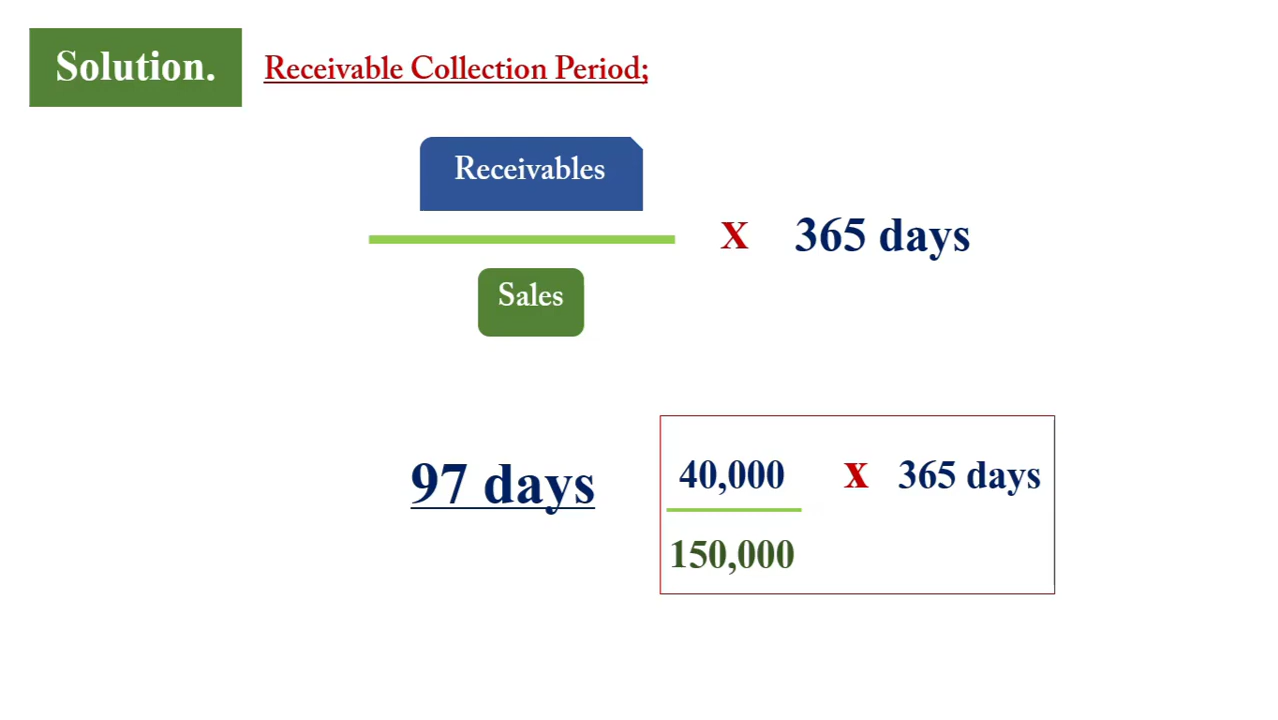 Solution.
Receivable Collection Period;
Receivables
X 365 days
Sales
97 days
40,000 x 365 days
150,000